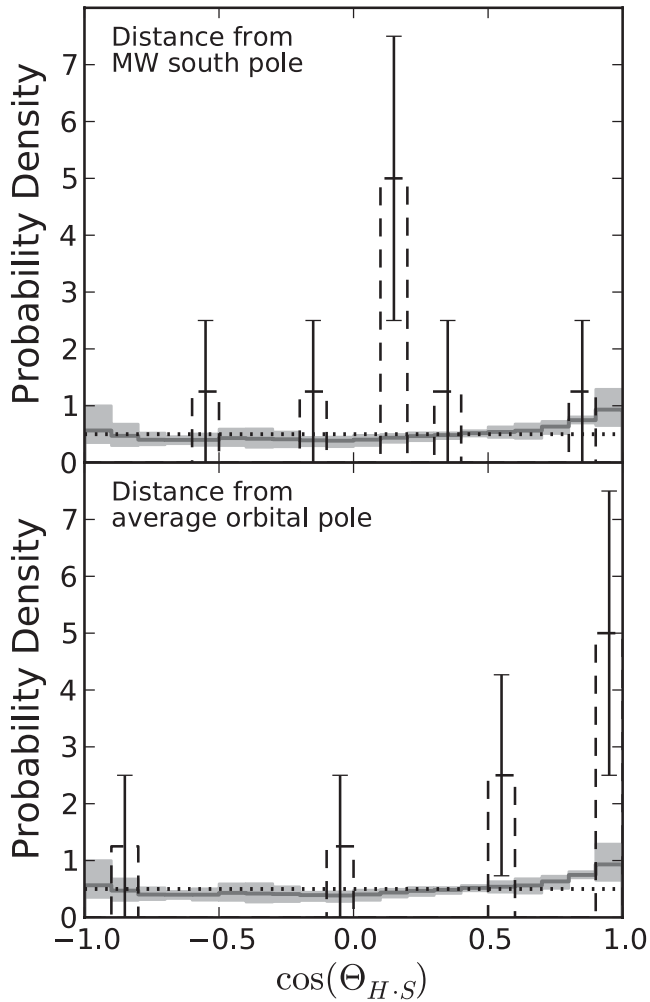 Distance from
MW south pole
Probability Density
7
6
5
4
3
2
1
0
Distance from
average orbital pole
Probability Density
7
6
5
4
3
2
1
0
−1.0 −0.5 0.0 0.5 1.0
cos(Θ_{H·S})